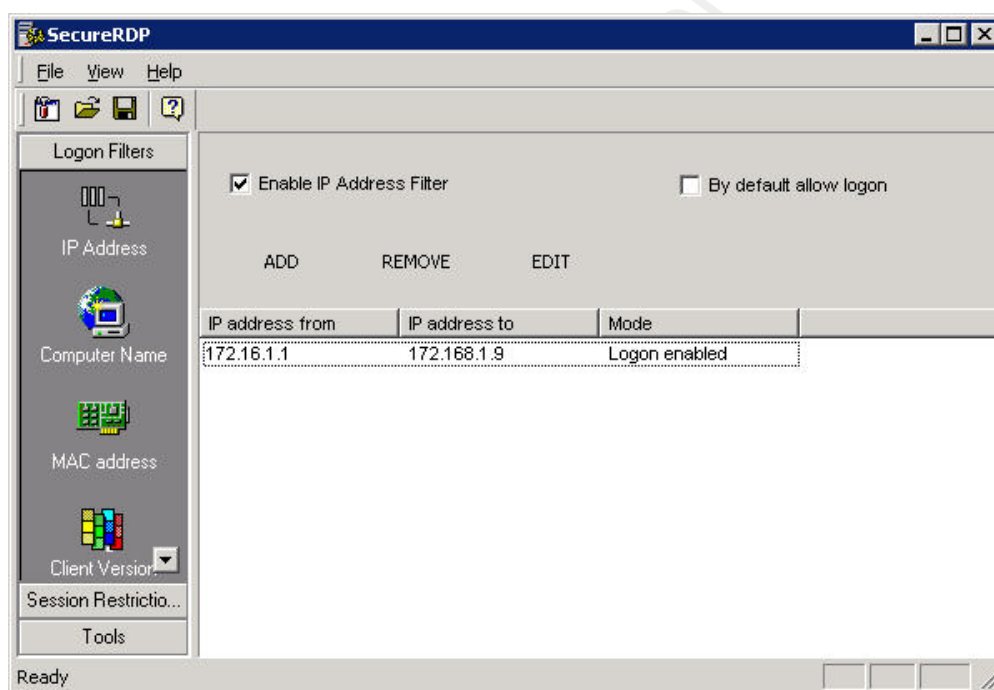 SecureRDP
File View Help
Logon Filters
Enable IP Address Filter
By default allow logon
IP Address
ADD REMOVE EDIT
IP address from IP address to Mode
172.16.1.1 172.168.1.9 Logon enabled
Computer Name
MAC address
Client Version
Session Restrictio...
Tools
Ready